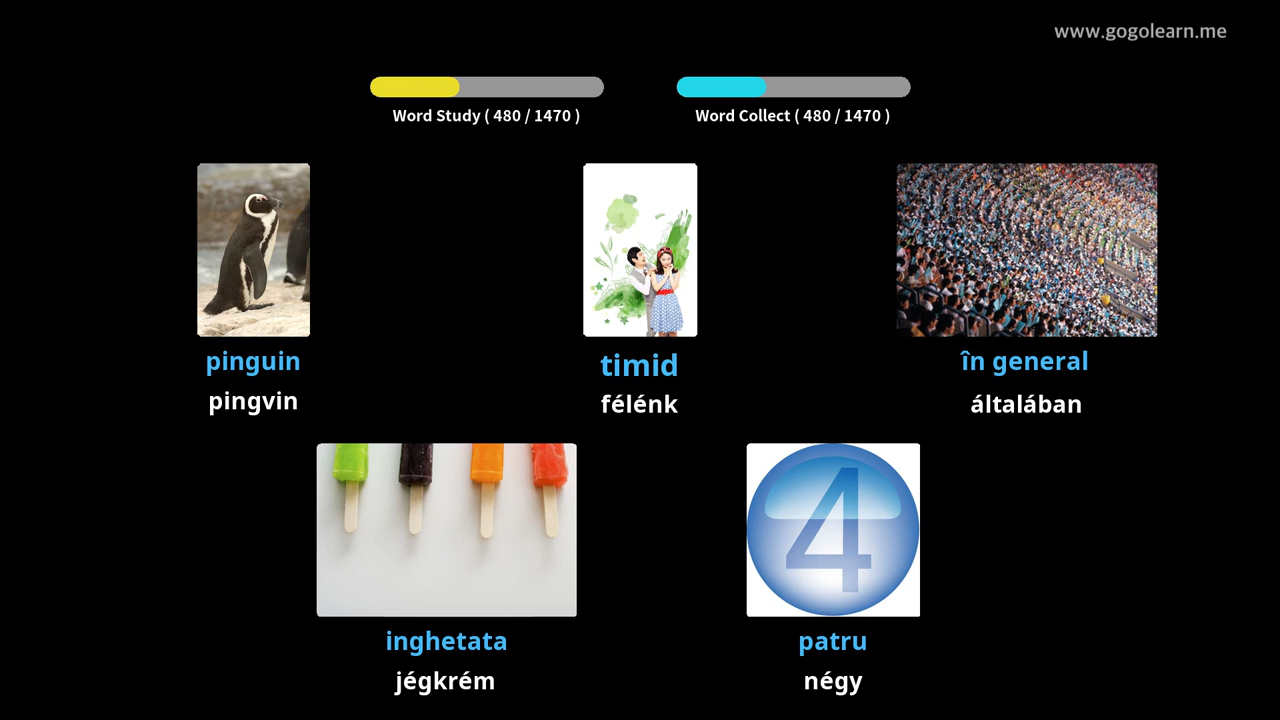 www.gogolearn.me
Word Study ( 480 / 1470 )
Word Collect ( 480 / 1470 )
pinguin
pingvin
timid
félénk
în general
általában
inghetata
jégkrém
4
patru
négy